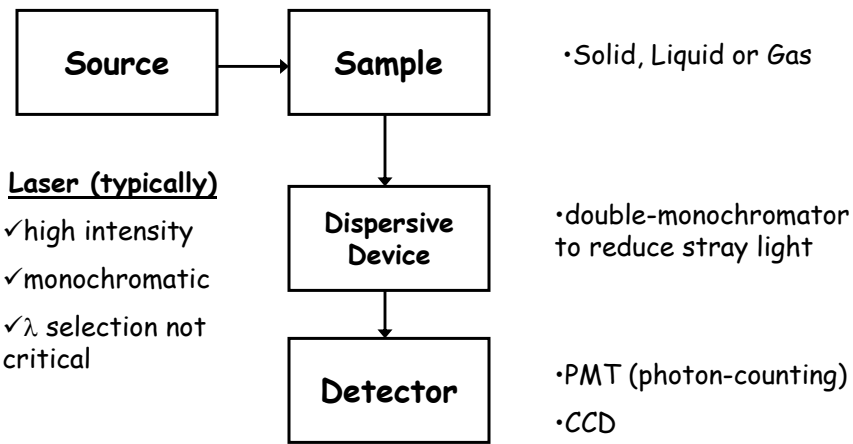 Source
Sample
•Solid, Liquid or Gas
Laser (typically)
✓high intensity
✓monochromatic
✓λ selection not
critical
Dispersive
Device
•double-monochromator
to reduce stray light
Detector
•PMT (photon-counting)
•CCD